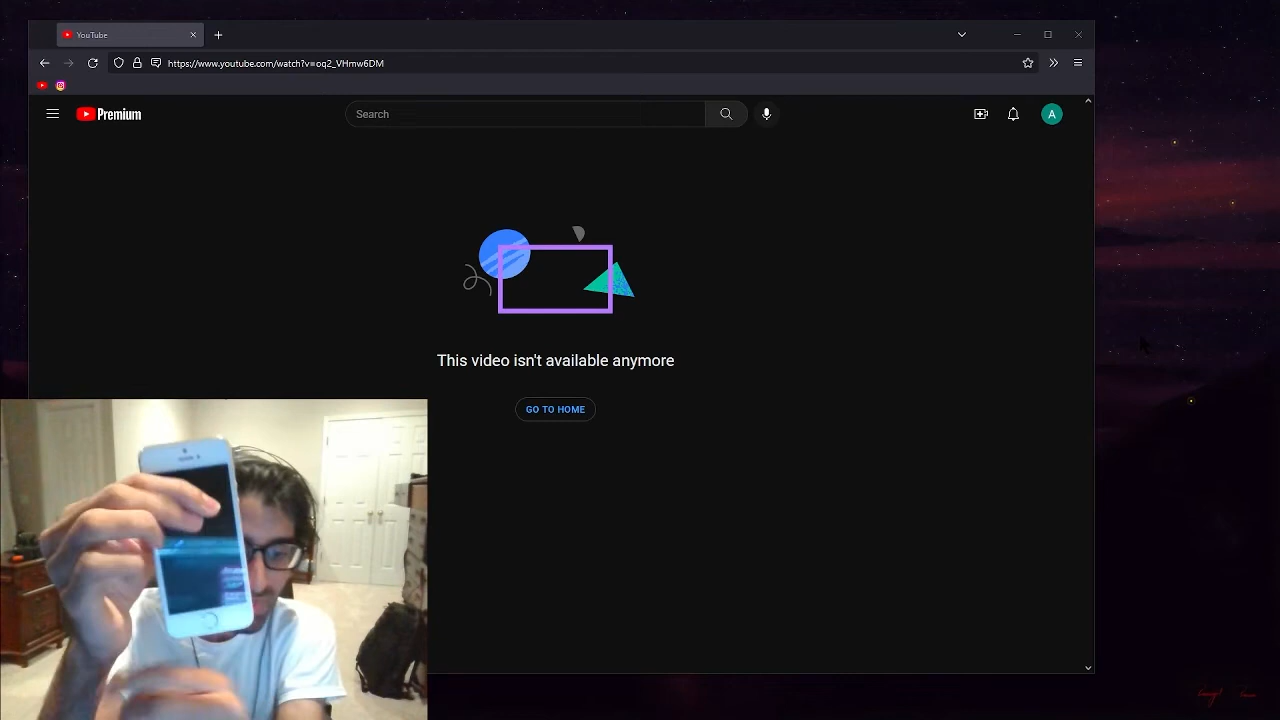 YouTube
https://www.youtube.com/watch?v=oq2_VHmw6DM
Premium
Search
A
This video isn't available anymore
GO TO HOME